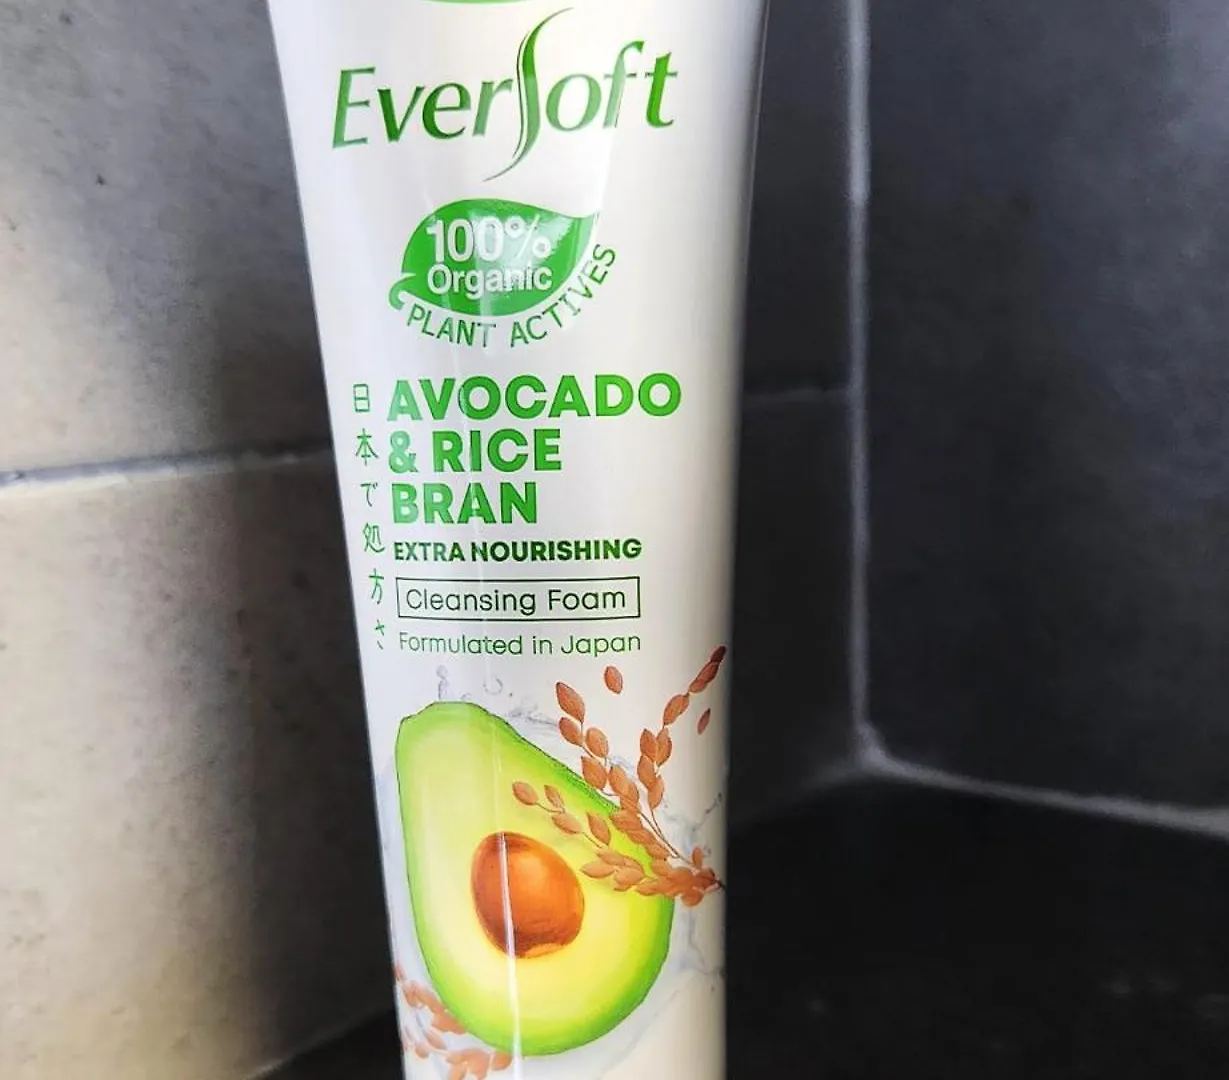 EverSoft
100%
Organic
PLANT ACTIVES
日本で処方さ
AVOCADO
& RICE
BRAN
EXTRA NOURISHING
Cleansing Foam
Formulated in Japan